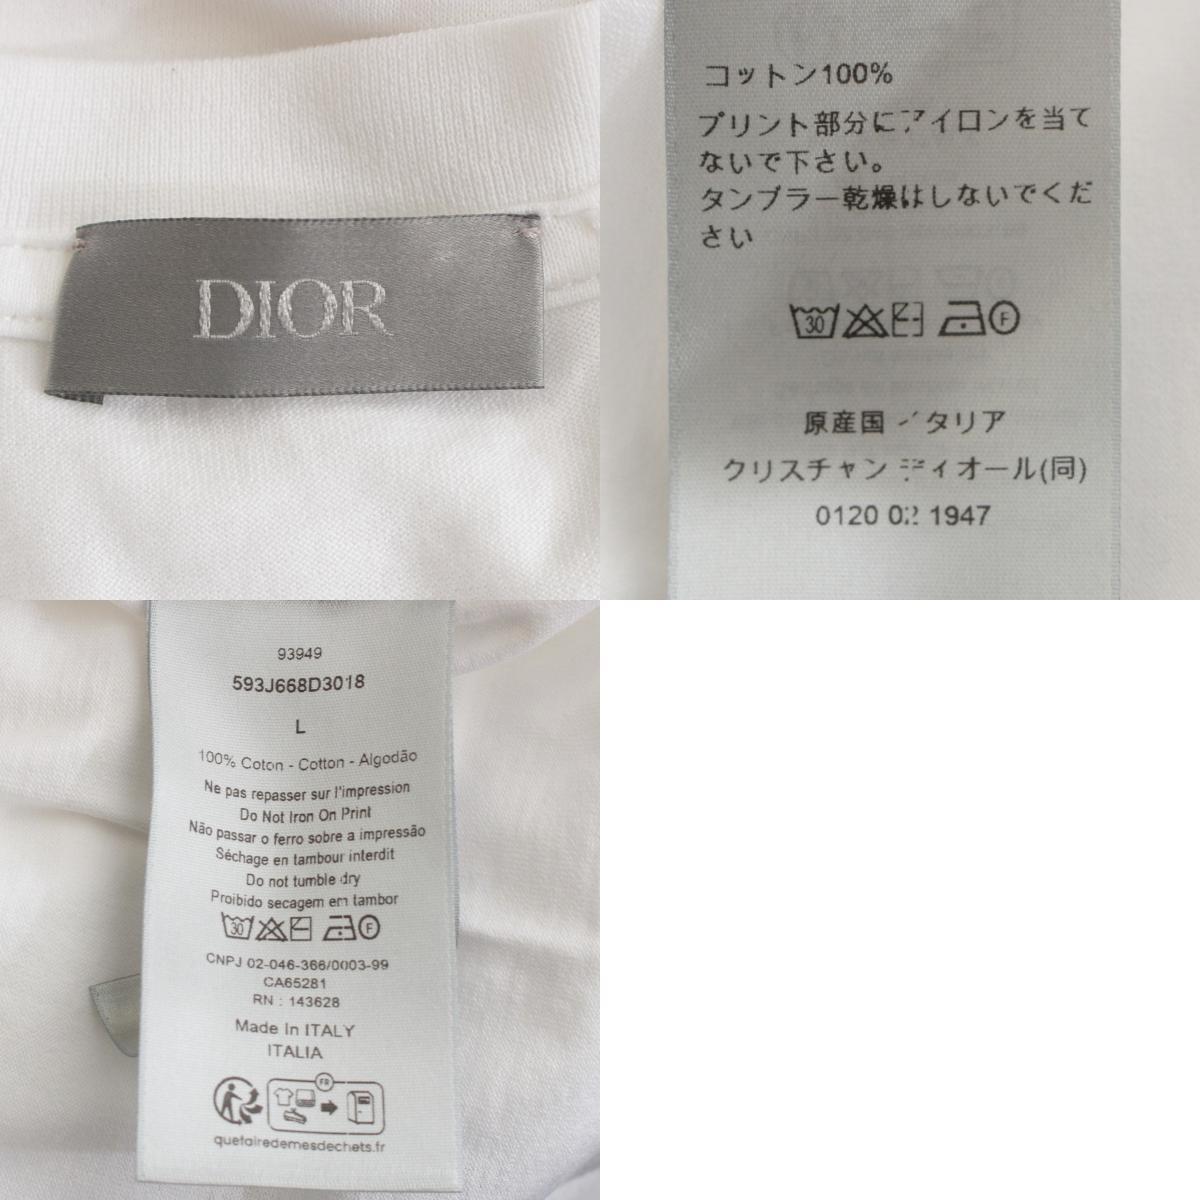 DIOR
コットン100%
プリント部分にアイロンを当て
ないで下さい。
タンブラー乾燥はしないでくだ
さい
30 F
原産国 イタリア
クリスチャン ディオール(同)
0120 02 1947
93949
593J668D3018
L
100% Coton - Cotton - Algodão
Ne pas repasser sur l'impression
Do Not Iron On Print
Não passar o ferro sobre a impressão
Séchage en tambour interdit
Do not tumble dry
Proibido secagem em tambor
30 F
CNPJ 02-046-366/0003-99
CA65281
RN : 143628
Made In ITALY
ITALIA
FR
quefairedemesdechets.fr